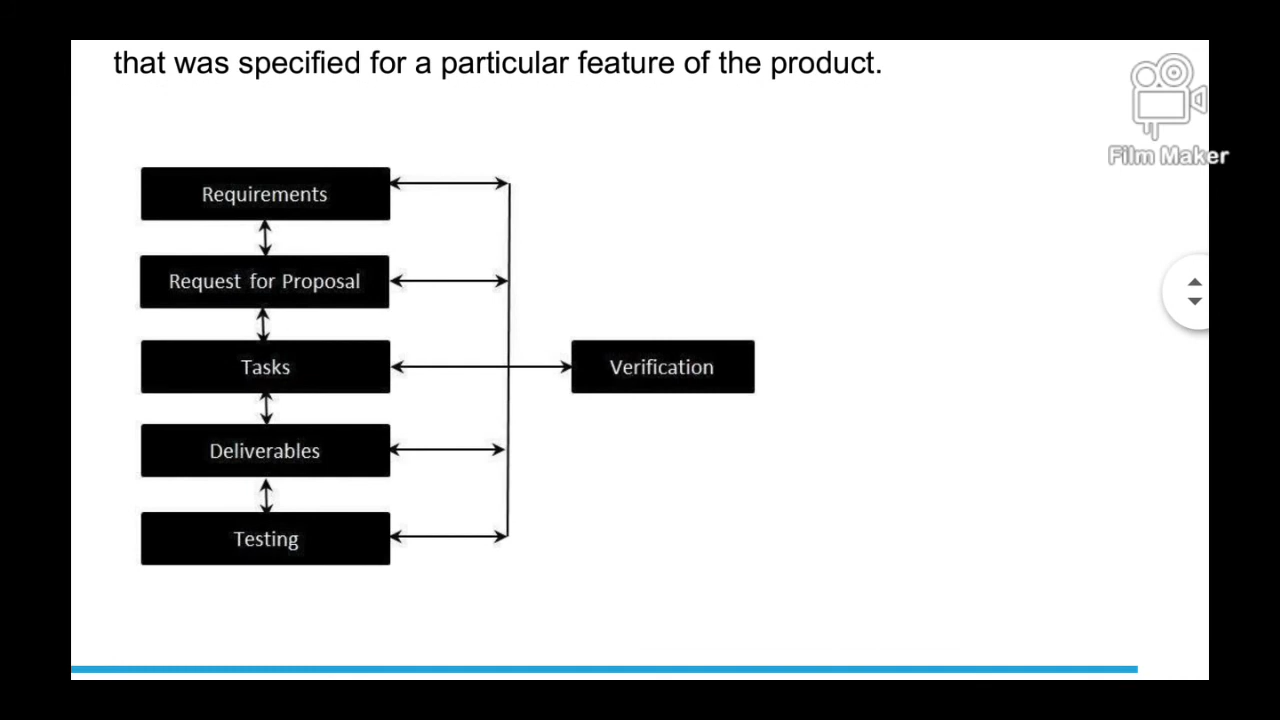 that was specified for a particular feature of the product.
Film Maker
Requirements
Request for Proposal
Tasks
Verification
Deliverables
Testing